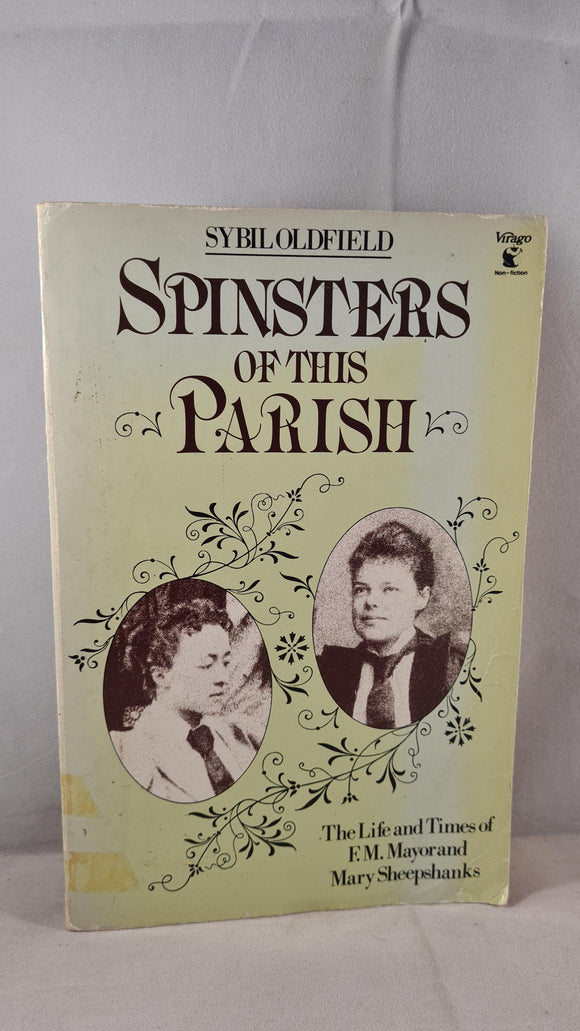 SYBIL OLDFIELD
Virago
Non-fiction
SPINSTERS
OF THIS
PARISH
The Life and Times of
F.M. Mayor and
Mary Sheepshanks